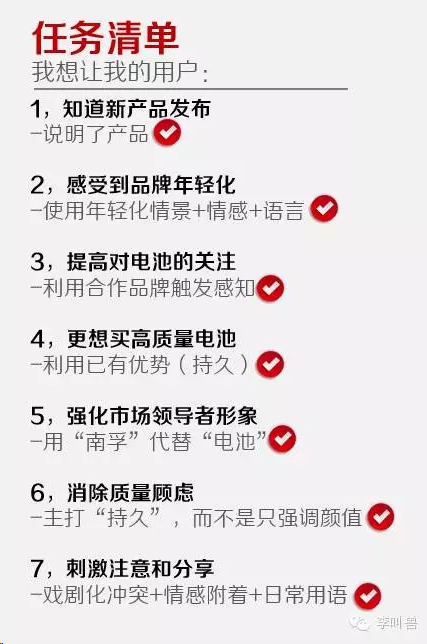 任务清单
我想让我的用户：
1，知道新产品发布
–说明了产品
2，感受到品牌年轻化
–使用年轻化情景+情感+语言
3，提高对电池的关注
–利用合作品牌触发感知
4，更想买高质量电池
–利用已有优势（持久）
5，强化市场领导者形象
–用“南孚”代替“电池”
6，消除质量顾虑
–主打“持久”，而不是只强调颜值
7，刺激注意和分享
–戏剧化冲突+情感附着+日常用语
李叫兽